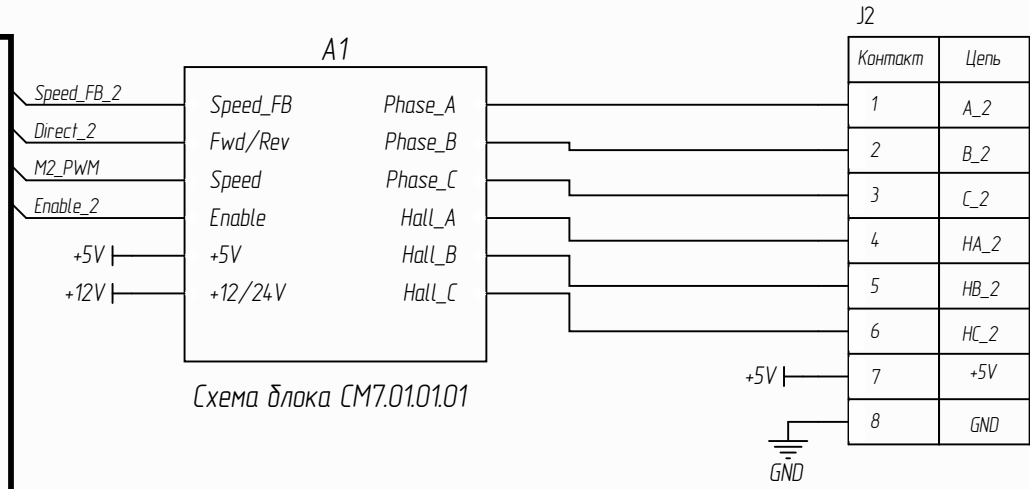 J2
A1
Контакт Цепь
Speed_FB_2 Speed_FB Phase_A 1 A_2
Direct_2 Fwd/Rev Phase_B 2 B_2
M2_PWM Speed Phase_C 3 C_2
Enable_2 Enable Hall_A 4 HA_2
+5V +5V Hall_B 5 HB_2
+12V +12/24V Hall_C 6 HC_2
+5V 7 +5V
Схема блока СМ7.01.01.01
8 GND
GND